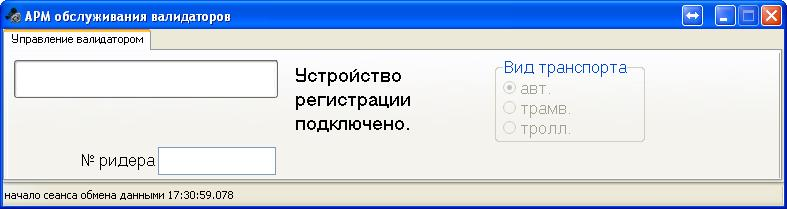 АРМ обслуживания валидаторов
Управление валидатором
Устройство
регистрации
подключено.
Вид транспорта
авт.
трамв.
тролл.
№ ридера
начало сеанса обмена данными 17:30:59.078